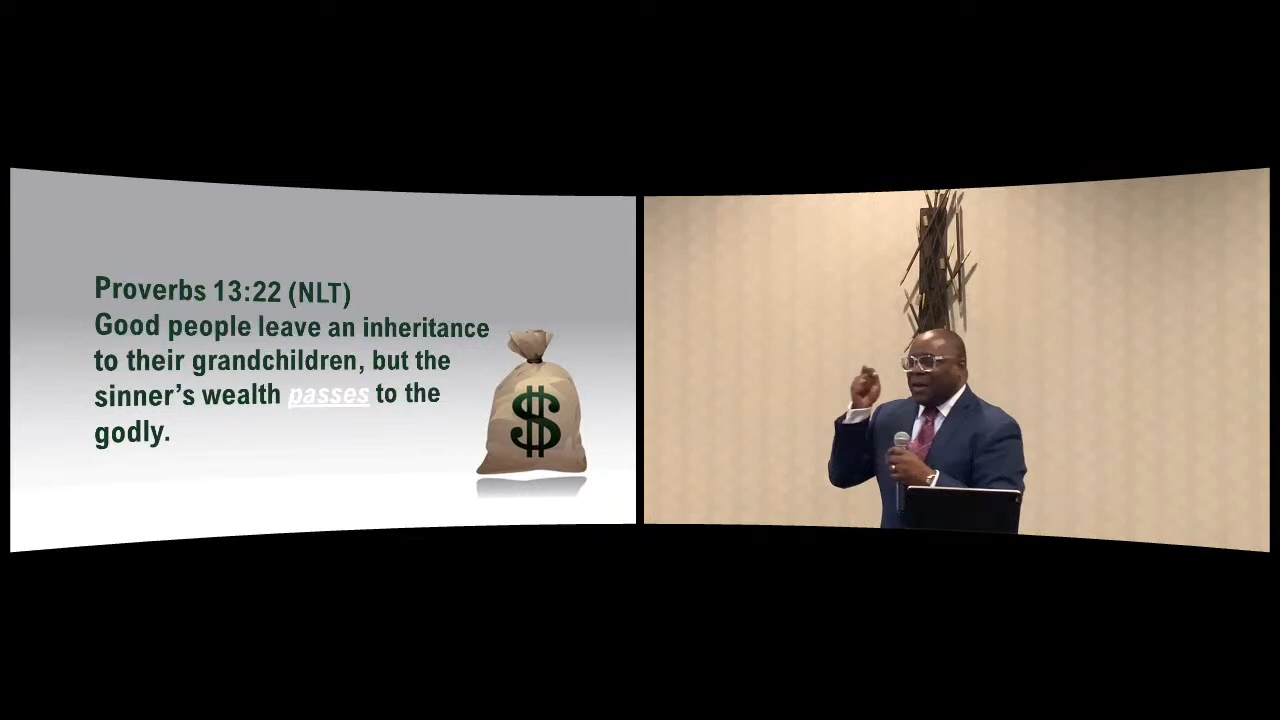 Proverbs 13:22 (NLT)
Good people leave an inheritance
to their grandchildren, but the
sinner’s wealth passes to the
godly.
$